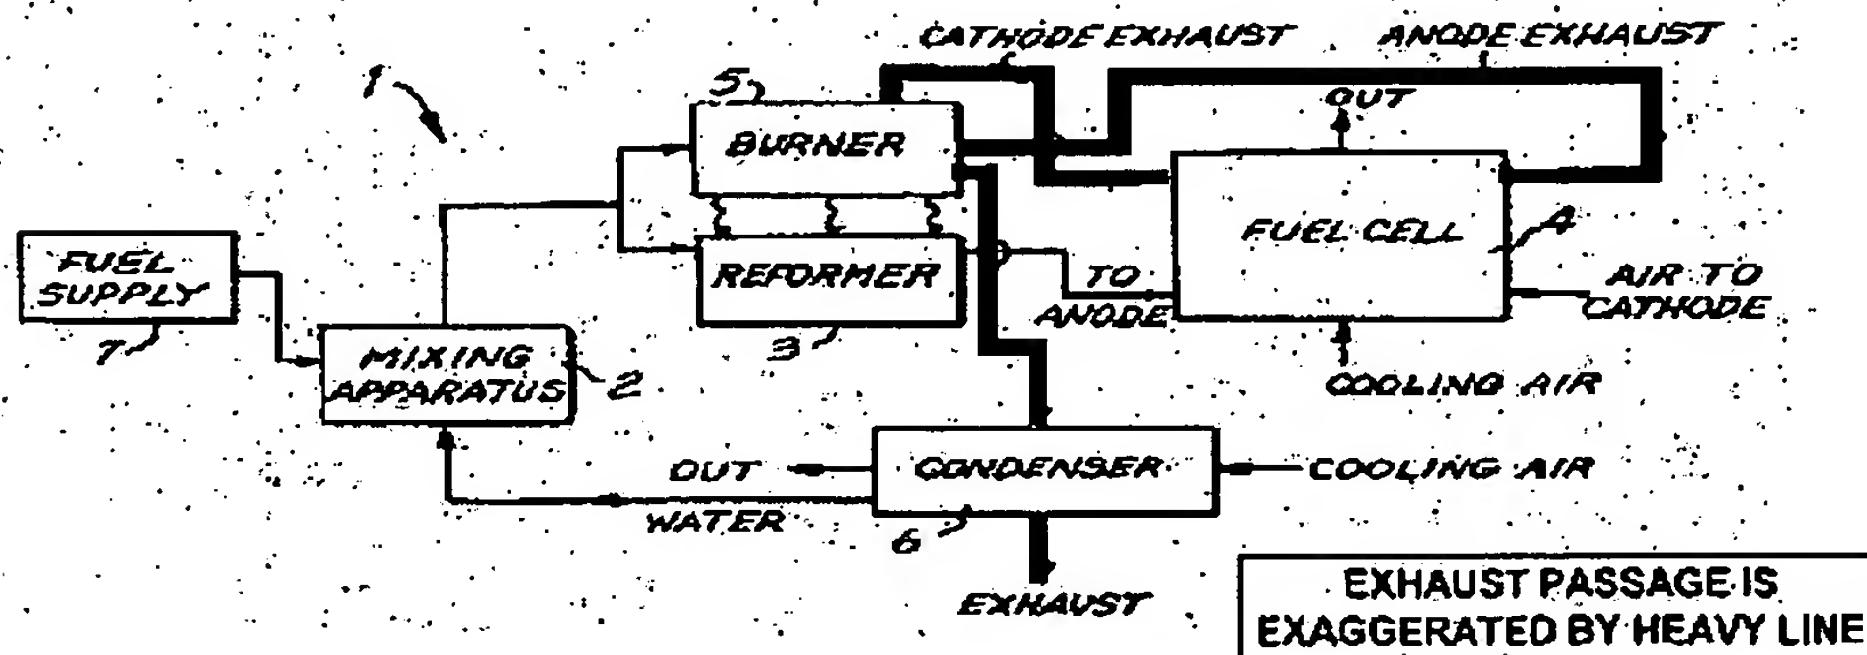 CATHODE EXHAUST
ANODE EXHAUST
1
5
OUT
BURNER
FUEL CELL
4
FUEL
SUPPLY
7
REFORMER
3
TO
ANODE
AIR TO
CATHODE
MIXING
APPARATUS
2
COOLING AIR
OUT
CONDENSER
COOLING AIR
WATER
6
EXHAUST
EXHAUST PASSAGE IS
EXAGGERATED BY HEAVY LINE